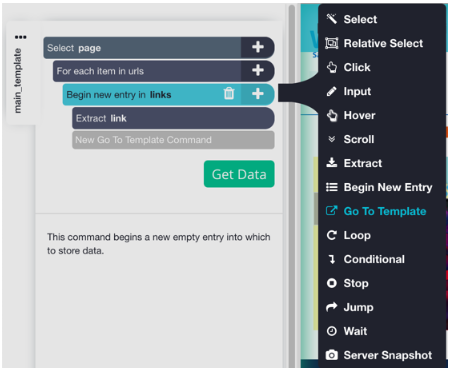 main_template
Select page
For each item in urls
Begin new entry in links
Extract link
New Go To Template Command
Get Data
This command begins a new empty entry into which
to store data.
Select
Relative Select
Click
Input
Hover
Scroll
Extract
Begin New Entry
Go To Template
Loop
Conditional
Stop
Jump
Wait
Server Snapshot